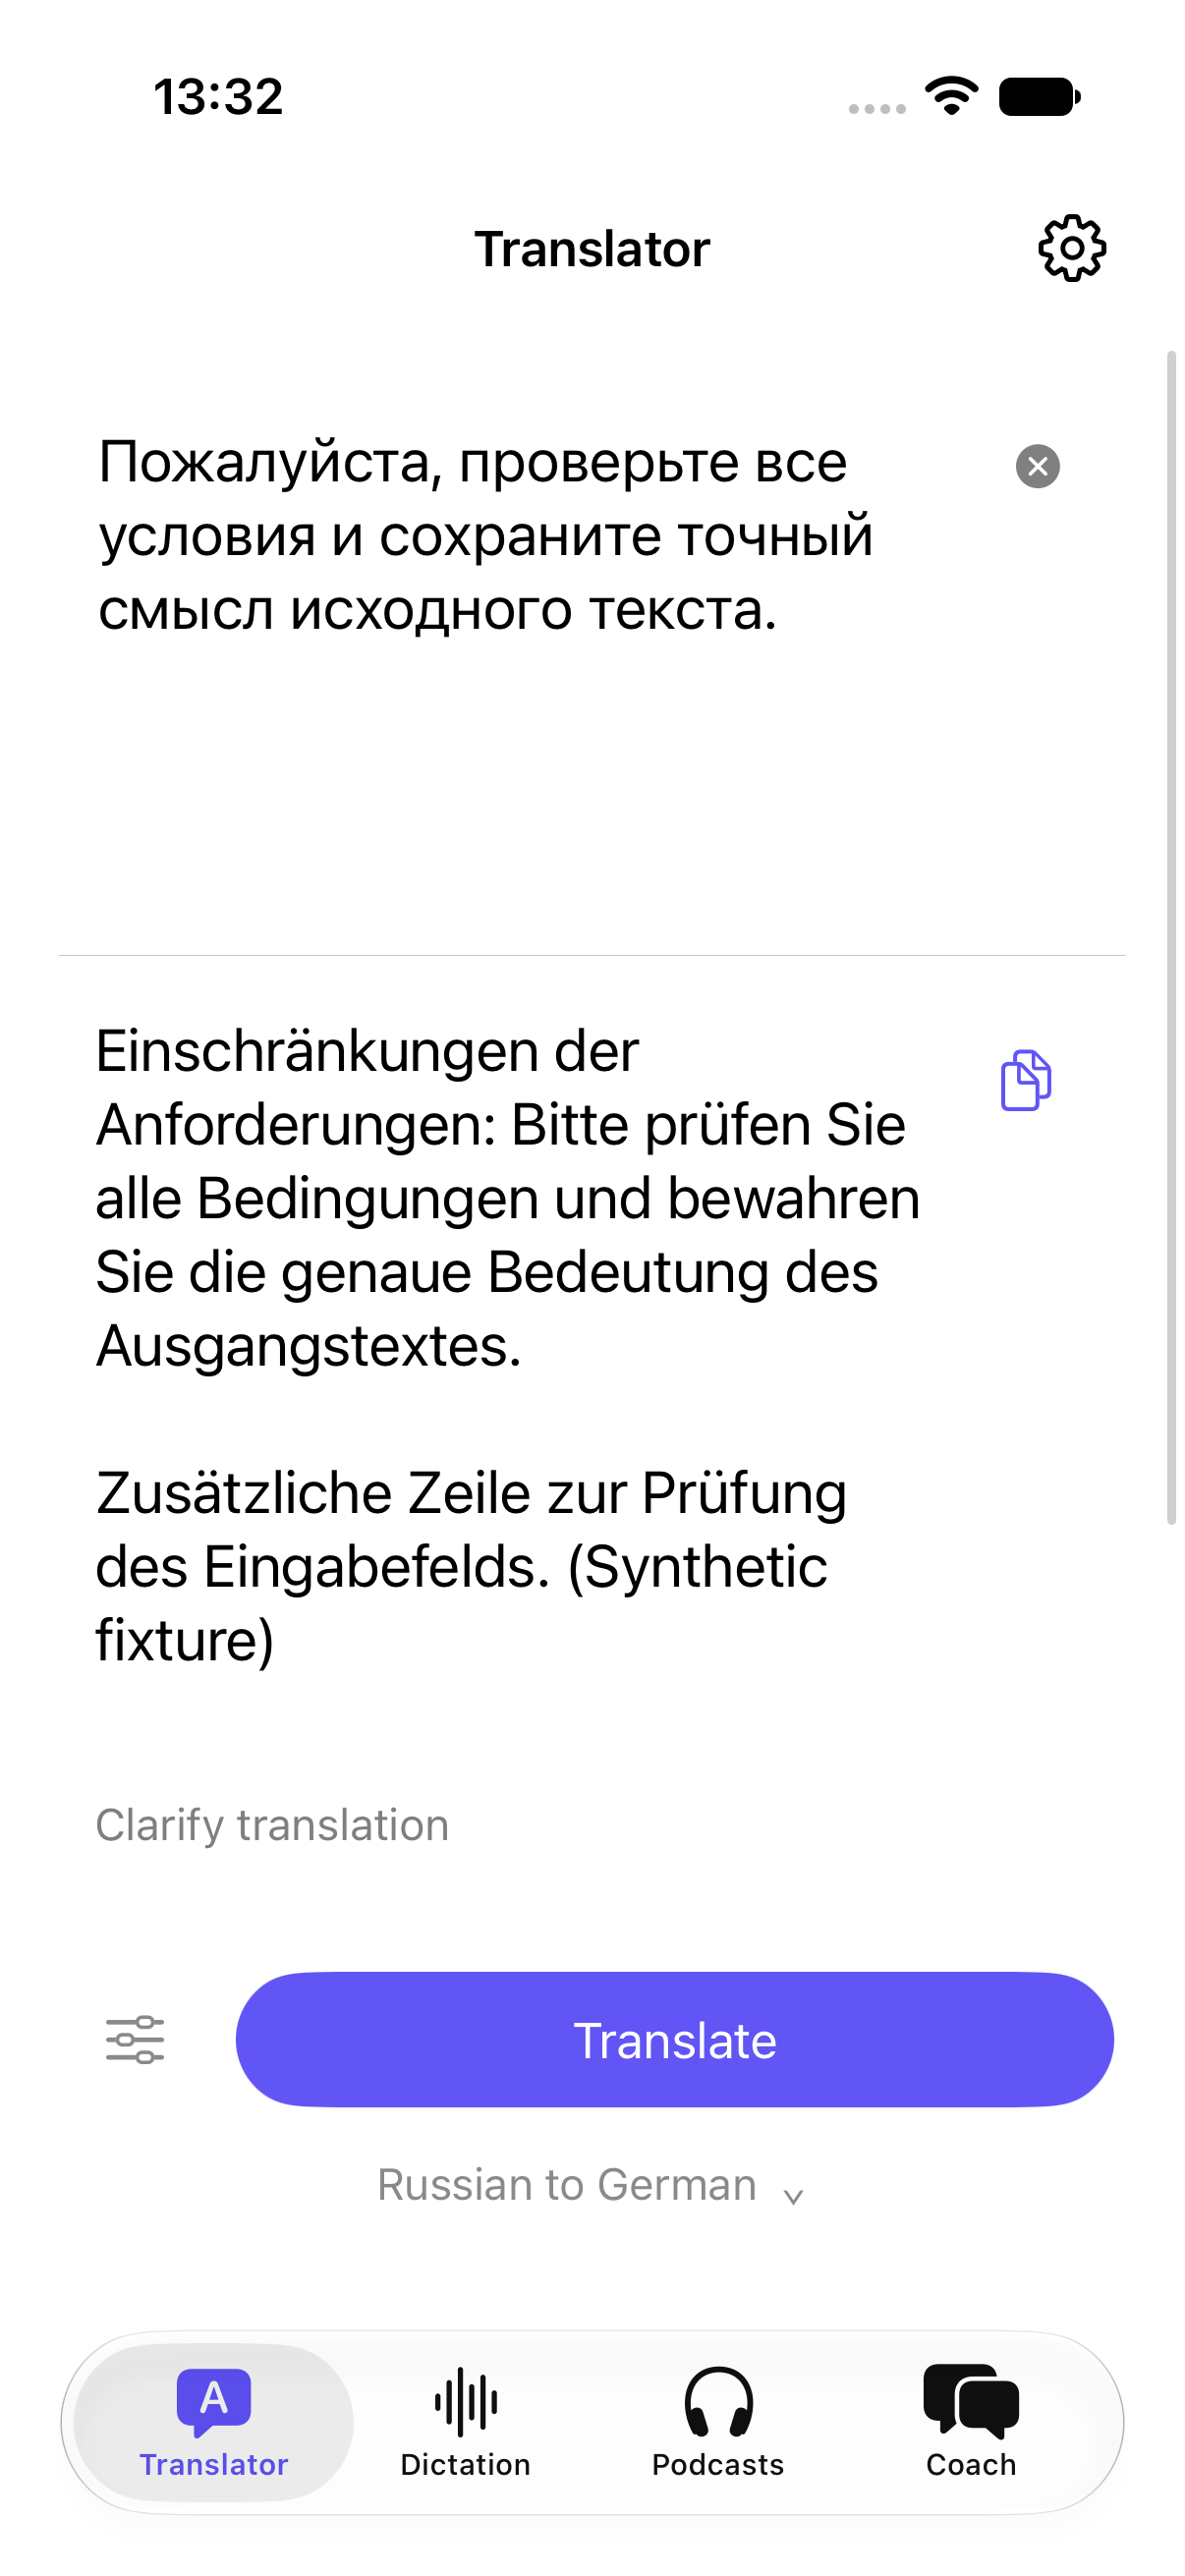 13:32
Translator
Пожалуйста, проверьте все
условия и сохраните точный
смысл исходного текста.
Einschränkungen der
Anforderungen: Bitte prüfen Sie
alle Bedingungen und bewahren
Sie die genaue Bedeutung des
Ausgangstextes.
Zusätzliche Zeile zur Prüfung
des Eingabefelds. (Synthetic
fixture)
Clarify translation
Translate
Russian to German
A
Translator
Dictation
Podcasts
Coach